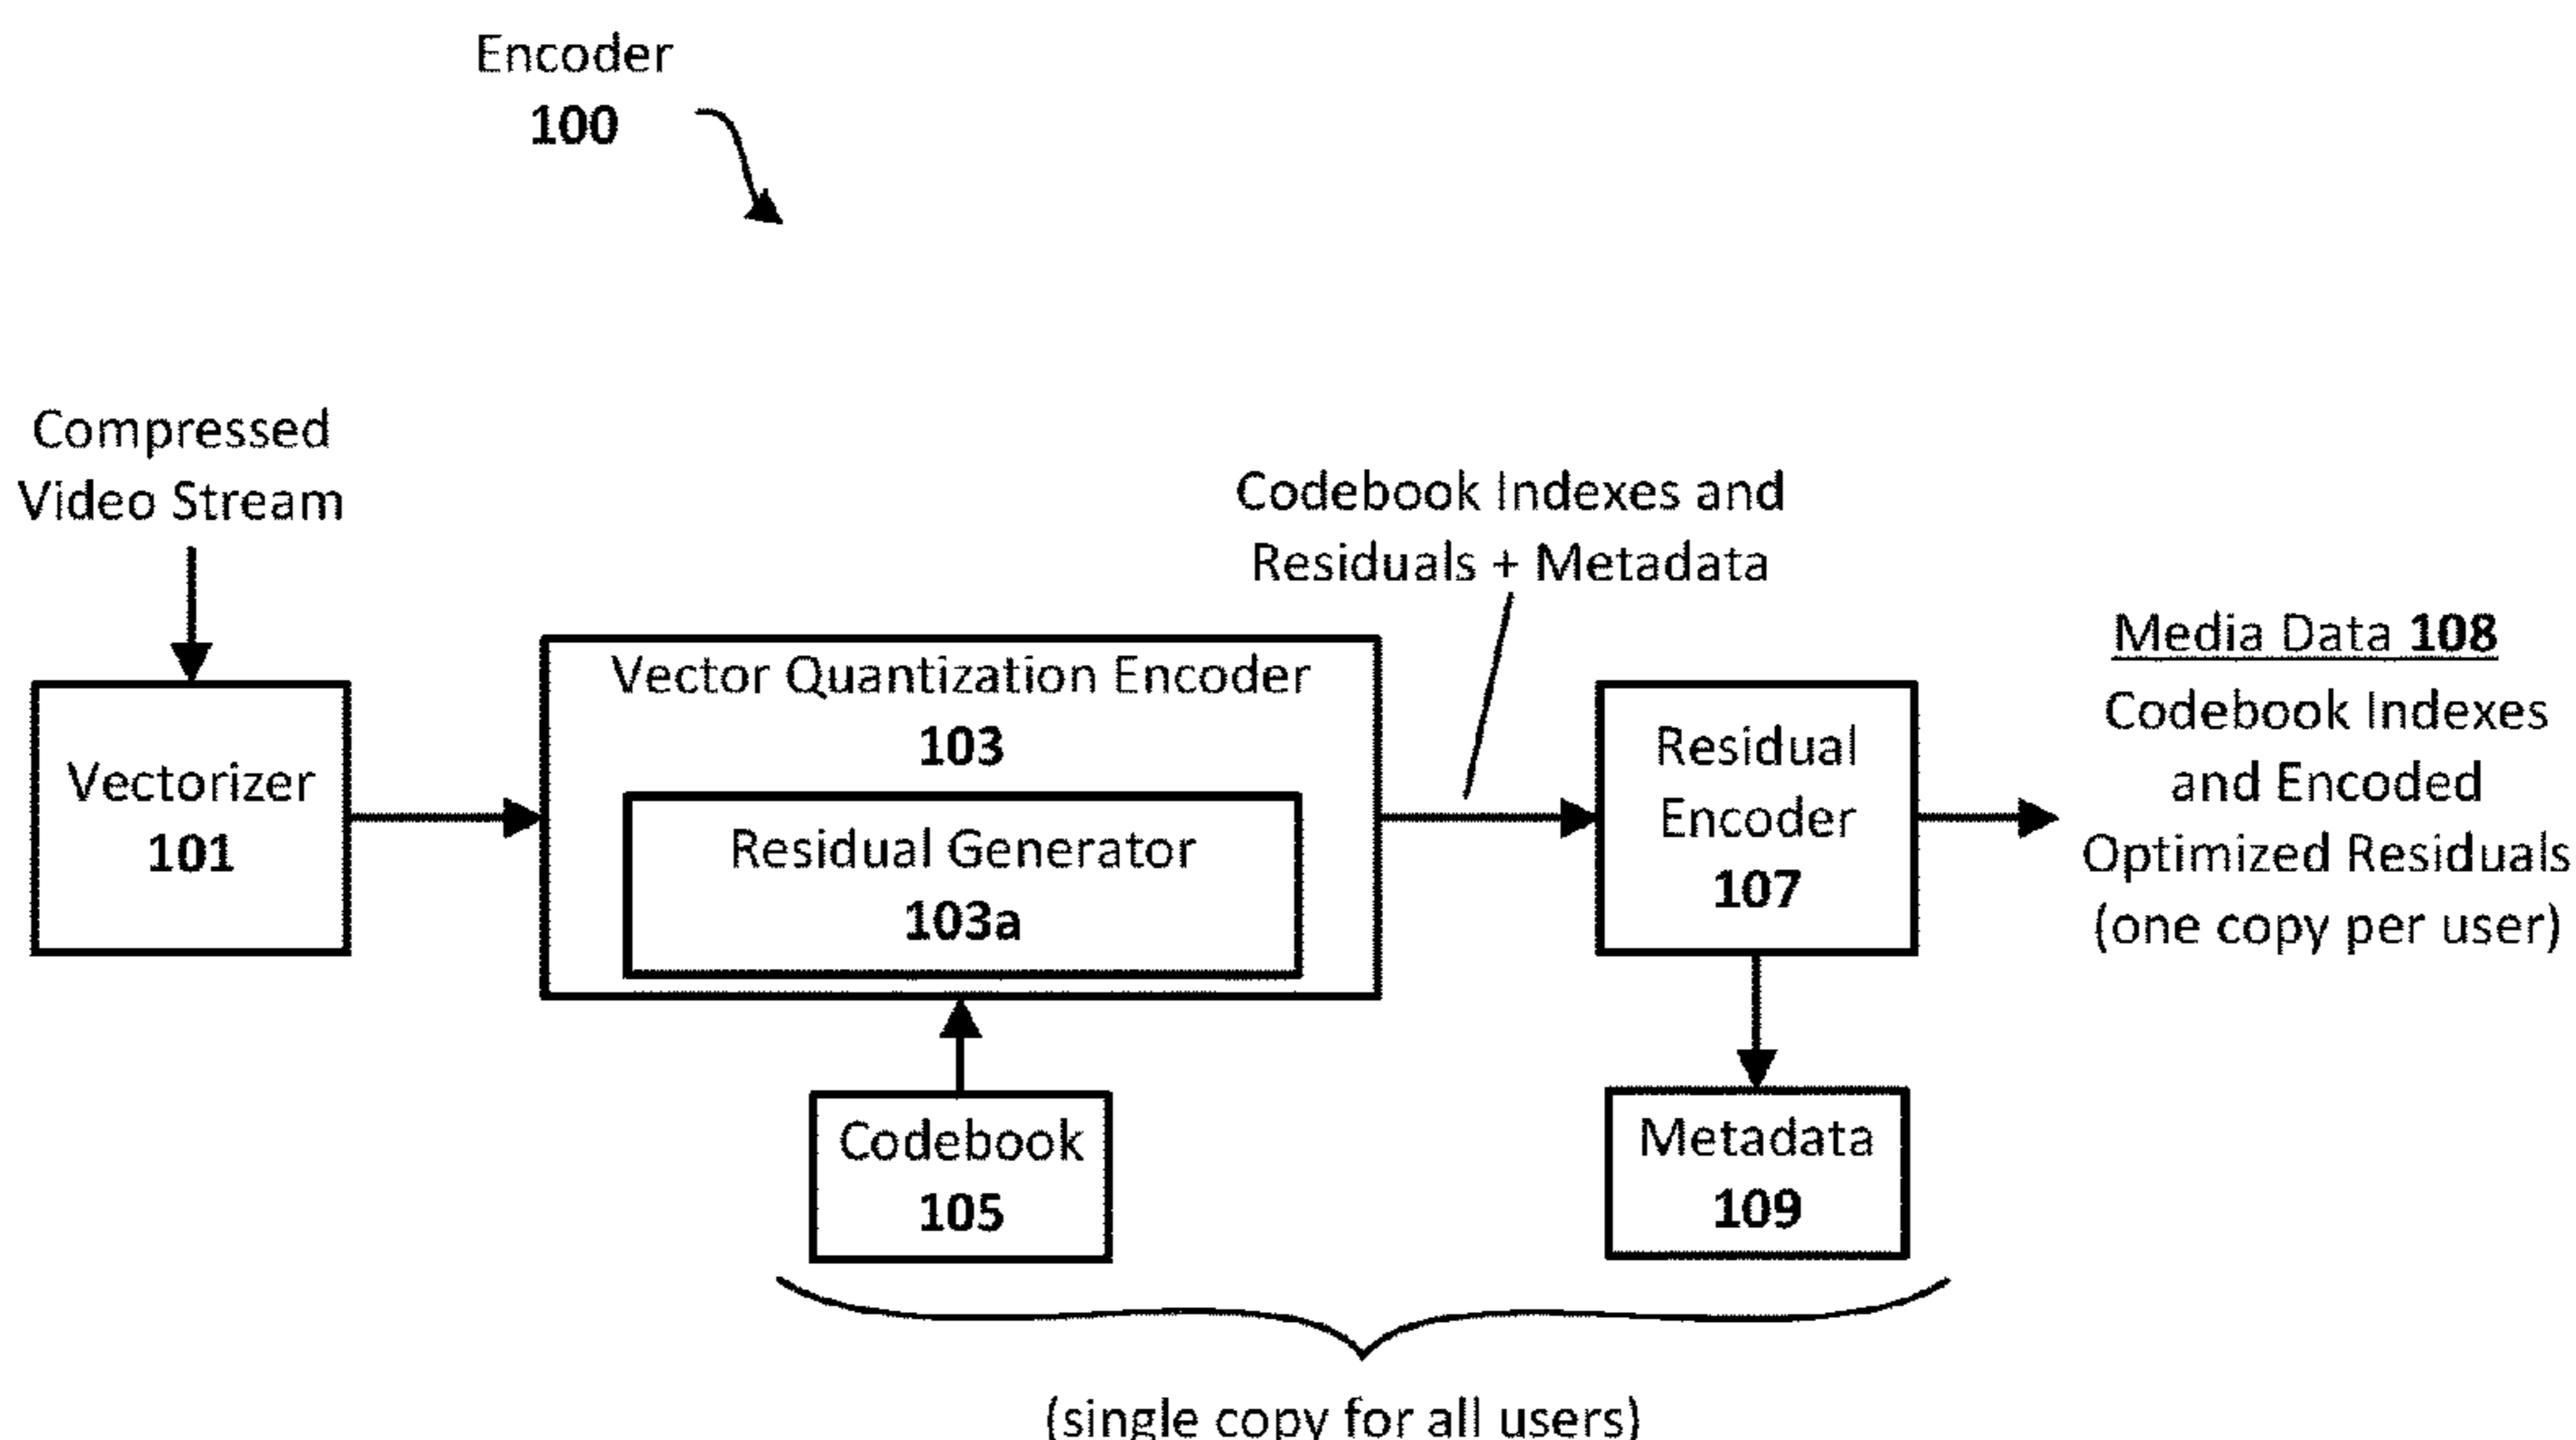 Encoder
100
Compressed
Video Stream
Codebook Indexes and
Residuals + Metadata
Vectorizer
101
Vector Quantization Encoder
103
Residual Generator
103a
Residual
Encoder
107
Media Data 108
Codebook Indexes
and Encoded
Optimized Residuals
(one copy per user)
Codebook
105
Metadata
109
(single copy for all users)